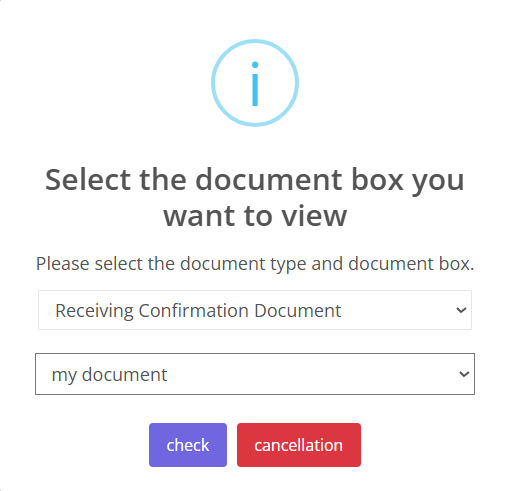 i
Select the document box you
want to view
Please select the document type and document box.
Receiving Confirmation Document
my document
check cancellation